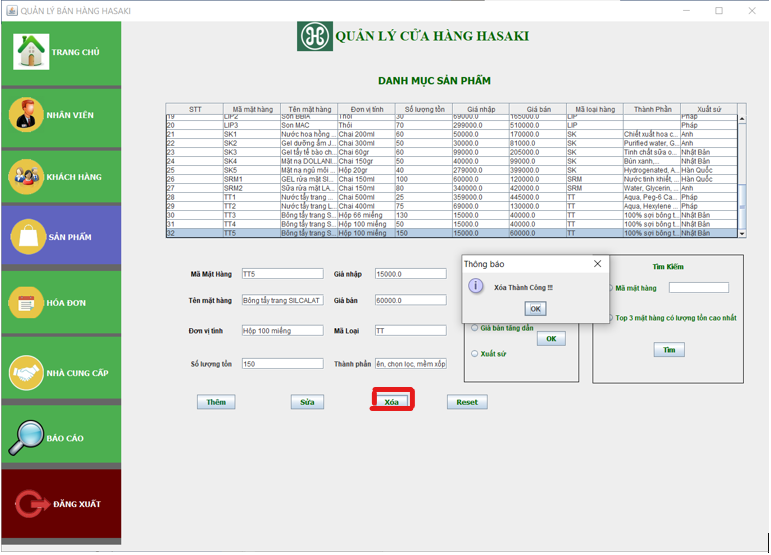 QUẢN LÝ BÁN HÀNG HASAKI
QUẢN LÝ CỬA HÀNG HASAKI
TRANG CHỦ
NHÂN VIÊN
KHÁCH HÀNG
SẢN PHẨM
HÓA ĐƠN
NHÀ CUNG CẤP
BÁO CÁO
ĐĂNG XUẤT
DANH MỤC SẢN PHẨM
STT Mã mặt hàng Tên mặt hàng Đơn vị tính Số lượng tồn Giá nhập Giá bán Mã loại hàng Thành Phần Xuất sứ
19 LIP2 Son BBIA Thỏi 30 69000.0 165000.0 LIP Pháp
20 LIP3 Son MAC Thỏi 70 299000.0 510000.0 LIP Pháp
21 SK1 Nước hoa hồng ... Chai 200ml 60 50000.0 170000.0 SK Chiết xuất hoa c... Anh
22 SK2 Gel dưỡng ẩm J... Chai 300ml 50 30000.0 81000.0 SK Purified water, G... Anh
23 SK3 Gel tẩy tế bào ch... Chai 60gr 60 99000.0 205000.0 SK Tinh chất sữa o... Nhật Bản
24 SK4 Mặt nạ DOLLANI... Chai 150gr 50 40000.0 99000.0 SK Bùn xanh,... Nhật Bản
25 SK5 Mặt nạ ngủ môi ... Hộp 20gr 40 279000.0 399000.0 SK Hydrogenated, A... Hàn Quốc
26 SRM1 GEL rửa mặt SI... Chai 150ml 100 60000.0 120000.0 SRM Nước tinh khiết, ... Hàn Quốc
27 SRM2 Sữa rửa mặt LA... Chai 150ml 80 340000.0 420000.0 SRM Water, Glycerin, ... Anh
28 TT1 Nước tẩy trang ... Chai 500ml 25 359000.0 445000.0 TT Aqua, Peg-6 Ca... Pháp
29 TT2 Nước tẩy trang L... Chai 400ml 75 69000.0 130000.0 TT Aqua, Hexylene ... Pháp
30 TT3 Bông tẩy trang S... Hộp 66 miếng 130 15000.0 40000.0 TT 100% sợi bông t... Nhật Bản
31 TT4 Bông tẩy trang S... Hộp 100 miếng 50 15000.0 40000.0 TT 100% sợi bông t... Nhật Bản
32 TT5 Bông tẩy trang S... Hộp 100 miếng 150 15000.0 60000.0 TT 100% sợi bông t... Nhật Bản
Mã Mặt Hàng TT5 Giá nhập 15000.0
Tên mặt hàng Bông tẩy trang SILCALAT Giá bán 60000.0
Đơn vị tính Hộp 100 miếng Mã Loại TT
Số lượng tồn 150 Thành phần ên, chọn lọc, mềm xốp
Thông báo
Xóa Thành Công !!!
OK
Giá bán tăng dần
OK
Xuất sứ
Tìm Kiếm
Mã mặt hàng
Top 3 mặt hàng có lượng tồn cao nhất
Tìm
Thêm Sửa Xóa Reset